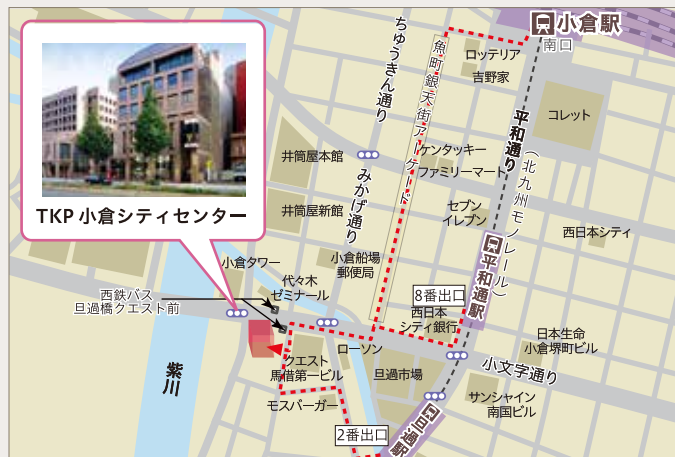 小倉駅
南口
ちゅうぎん通り
魚町銀天街アーケード
ロッテリア
吉野家
平和通り
(北九州モノレール)
コレット
TKP 小倉シティセンター
井筒屋本館
ケンタッキー
ファミリーマート
みかげ通り
井筒屋新館
セブン
イレブン
西日本シティ
平和通駅
小倉タワー
小倉船場
郵便局
代々木
ゼミナール
西鉄バス
旦過橋クエスト前
8番出口
西日本
シティ銀行
日本生命
小倉堺町ビル
ローソン
小文字通り
クエスト
馬借第一ビル
旦過市場
紫川
サンシャイン
南国ビル
モスバーガー
2番出口
旦過駅